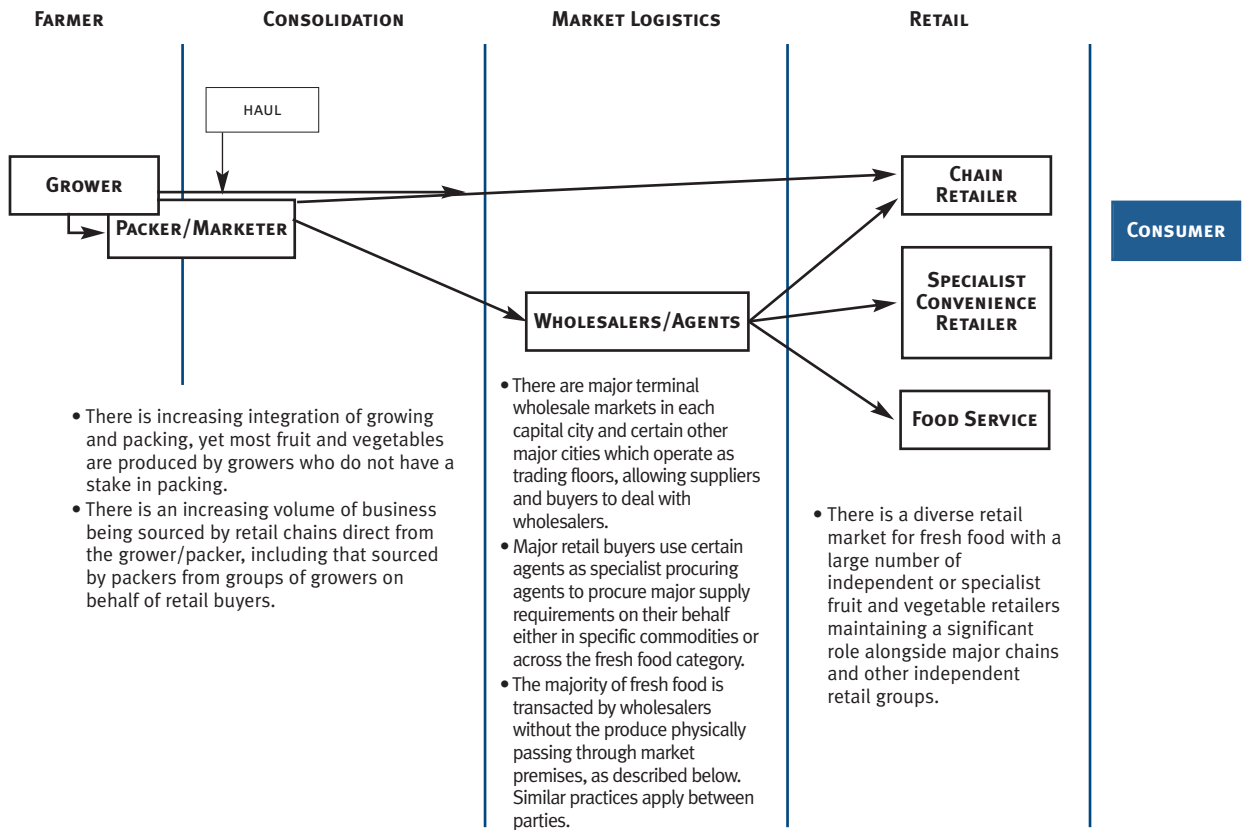 FARMER
CONSOLIDATION
MARKET LOGISTICS
RETAIL
HAUL
GROWER
PACKER/MARKETER
WHOLESALERS/AGENTS
CHAIN
RETAILER
SPECIALIST
CONVENIENCE
RETAILER
FOOD SERVICE
CONSUMER
• There is increasing integration of growing
and packing, yet most fruit and vegetables
are produced by growers who do not have a
stake in packing.
• There is an increasing volume of business
being sourced by retail chains direct from
the grower/packer, including that sourced
by packers from groups of growers on
behalf of retail buyers.
• There are major terminal
wholesale markets in each
capital city and certain other
major cities which operate as
trading floors, allowing suppliers
and buyers to deal with
wholesalers.
• Major retail buyers use certain
agents as specialist procuring
agents to procure major supply
requirements on their behalf
either in specific commodities or
across the fresh food category.
• The majority of fresh food is
transacted by wholesalers
without the produce physically
passing through market
premises, as described below.
Similar practices apply between
parties.
• There is a diverse retail
market for fresh food with a
large number of
independent or specialist
fruit and vegetable retailers
maintaining a significant
role alongside major chains
and other independent
retail groups.